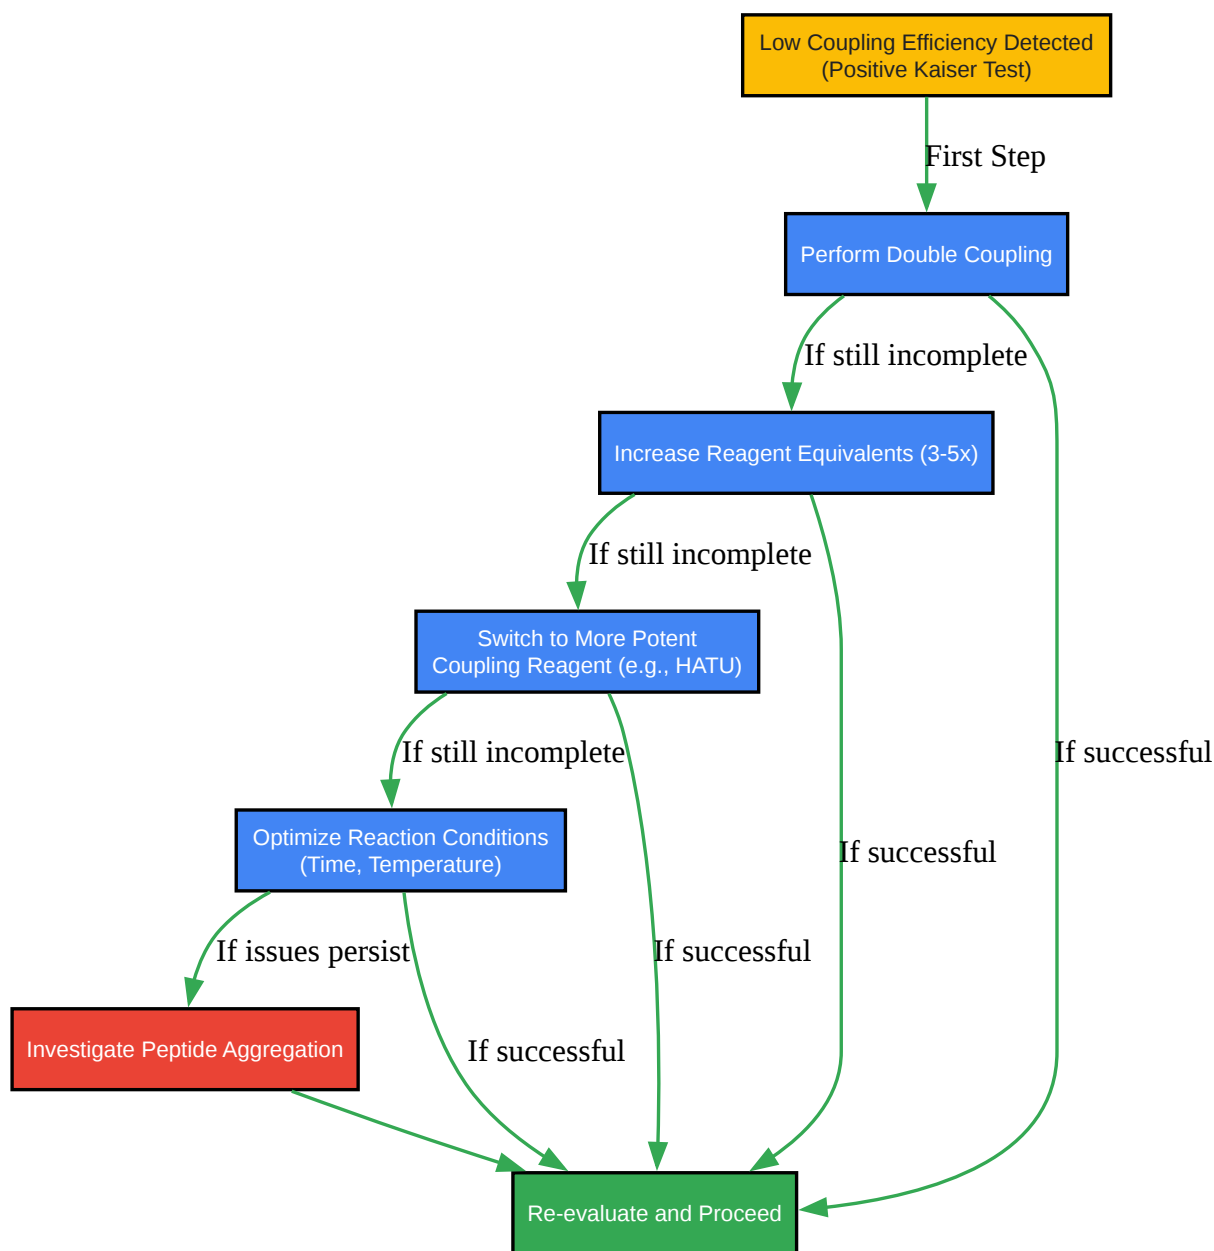 Low Coupling Efficiency Detected
(Positive Kaiser Test)
First Step
Perform Double Coupling
If still incomplete
Increase Reagent Equivalents (3-5x)
If still incomplete
Switch to More Potent
Coupling Reagent (e.g., HATU)
If still incomplete
If successful
Optimize Reaction Conditions
(Time, Temperature)
If successful
If issues persist
If successful
Investigate Peptide Aggregation
If successful
Re-evaluate and Proceed